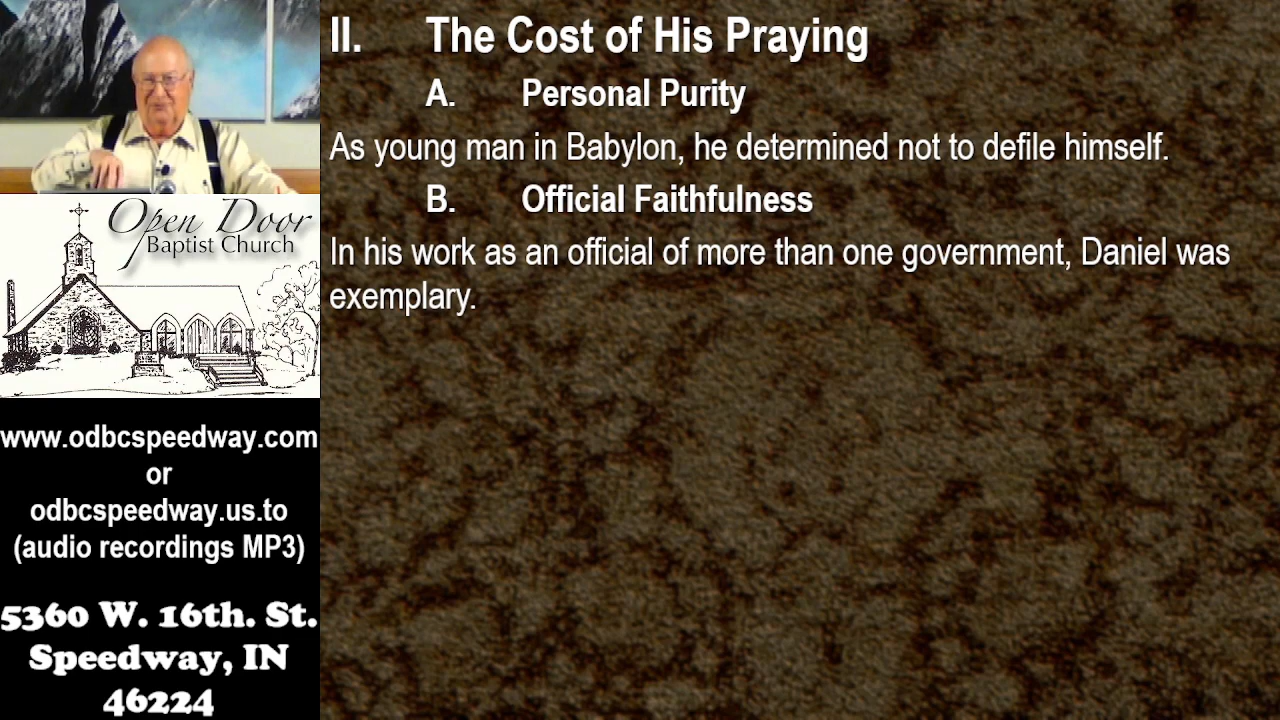 II. The Cost of His Praying
A. Personal Purity
As young man in Babylon, he determined not to defile himself.
B. Official Faithfulness
In his work as an official of more than one government, Daniel was
exemplary.
Open Door
Baptist Church
www.odbcspeedway.com
or
odbcspeedway.us.to
(audio recordings MP3)
5360 W. 16th. St.
Speedway, IN
46224